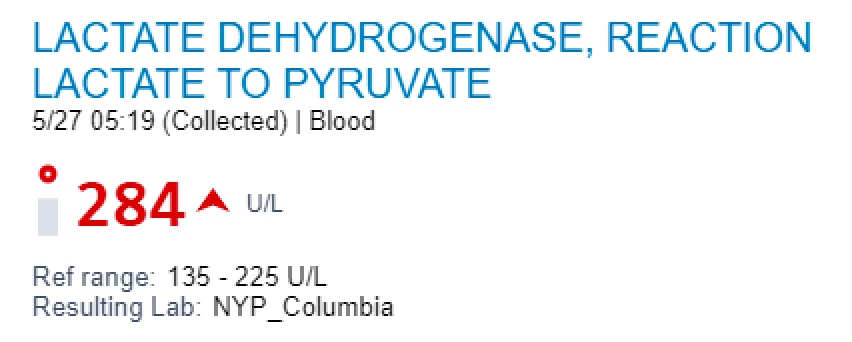 LACTATE DEHYDROGENASE, REACTION
LACTATE TO PYRUVATE
5/27 05:19 (Collected) | Blood
284 U/L
Ref range: 135 - 225 U/L
Resulting Lab: NYP_Columbia